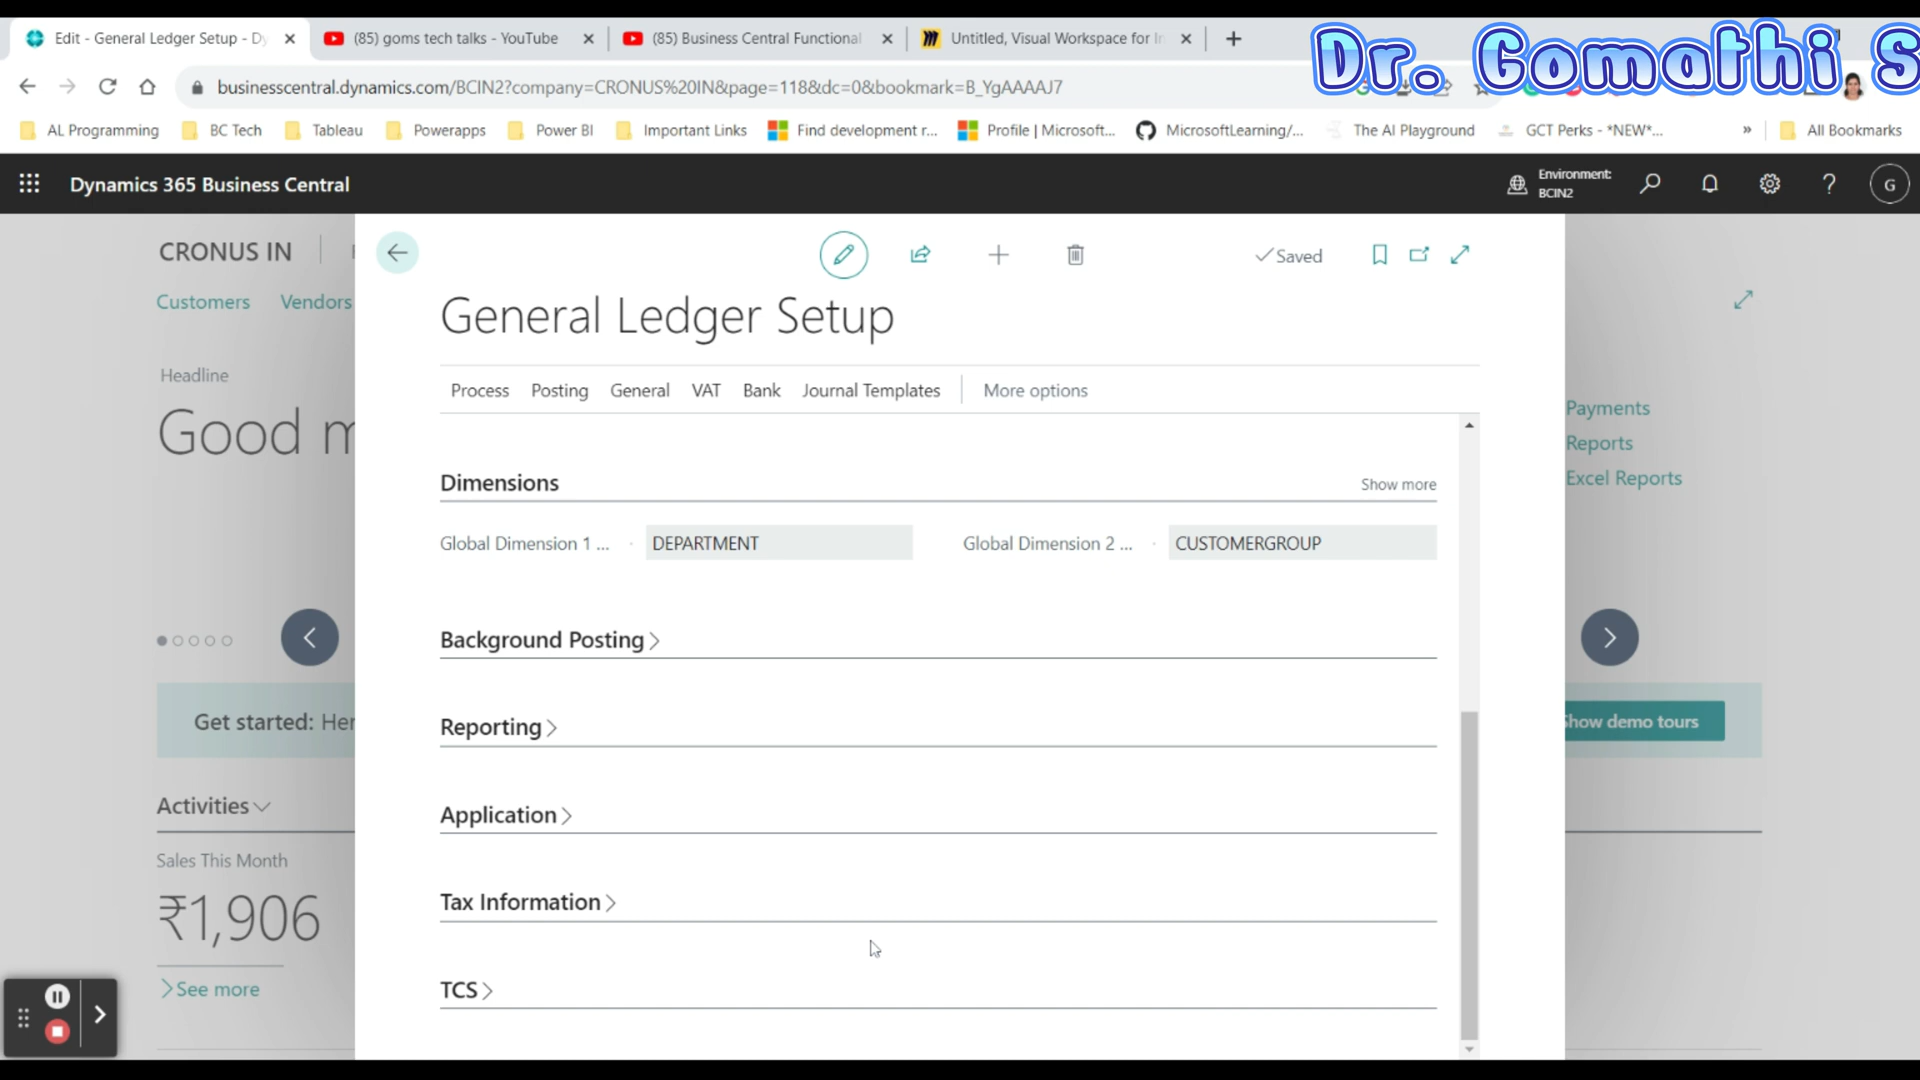 Edit - General Ledger Setup - Dy
(85) goms tech talks - YouTube
(85) Business Central Functional
Untitled, Visual Workspace for In
Dr. Gomathi S
businesscentral.dynamics.com/BCIN2?company=CRONUS%20IN&page=118&dc=0&bookmark=B_YgAAAAJ7
AL Programming
BC Tech
Tableau
Powerapps
Power BI
Important Links
Find development r...
Profile | Microsoft...
MicrosoftLearning/...
The AI Playground
GCT Perks - *NEW*...
»
All Bookmarks
Dynamics 365 Business Central
Environment:
BCIN2
G
CRONUS IN
Customers Vendors
Saved
General Ledger Setup
Process Posting General VAT Bank Journal Templates More options
Headline
Good m
Payments
Reports
Excel Reports
Dimensions
Show more
Global Dimension 1 ... DEPARTMENT
Global Dimension 2 ... CUSTOMERGROUP
Background Posting
Reporting
Application
Tax Information
TCS
Get started: Her
Show demo tours
Activities
Sales This Month
₹1,906
See more